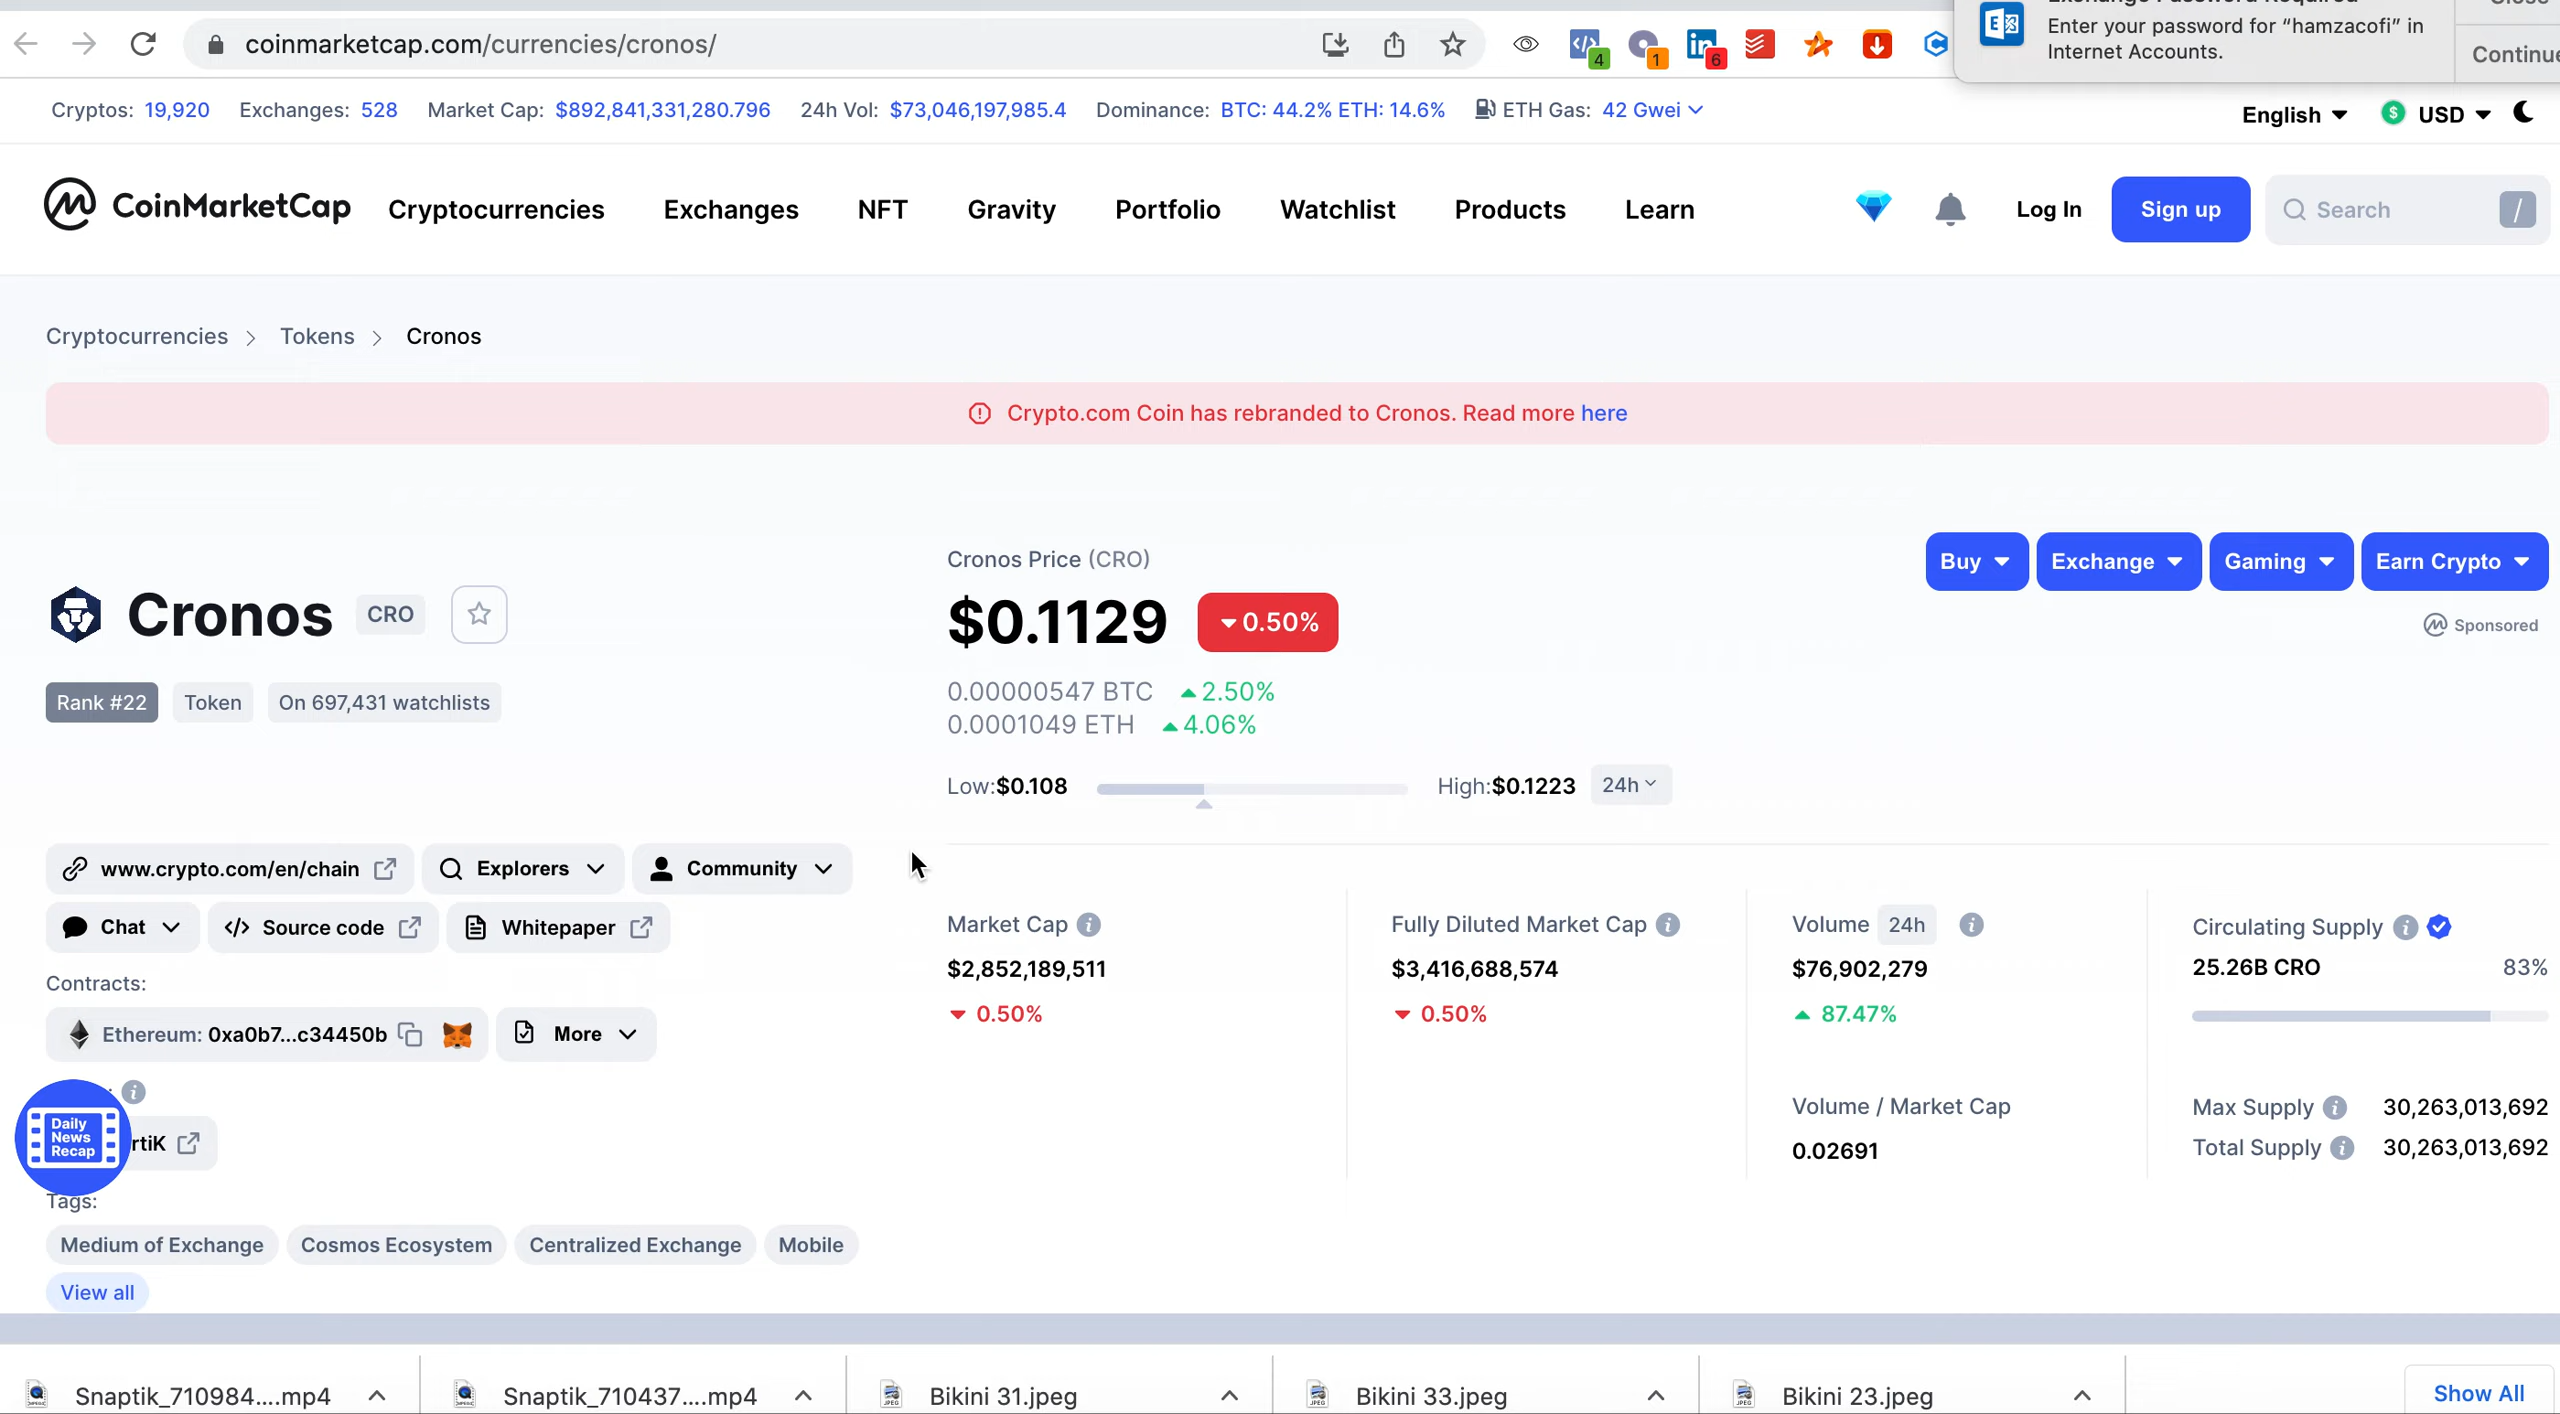 coinmarketcap.com/currencies/cronos/
4
1
6
Enter your password for “hamzacofi” in
Internet Accounts.
Continue
Cryptos: 19,920 Exchanges: 528 Market Cap: $892,841,331,280.796 24h Vol: $73,046,197,985.4 Dominance: BTC: 44.2% ETH: 14.6% ETH Gas: 42 Gwei
English USD
CoinMarketCap Cryptocurrencies Exchanges NFT Gravity Portfolio Watchlist Products Learn Log In Sign up Search /
Cryptocurrencies > Tokens > Cronos
Crypto.com Coin has rebranded to Cronos. Read more here
Cronos CRO
Rank #22 Token On 697,431 watchlists
Cronos Price (CRO)
$0.1129 0.50%
0.00000547 BTC 2.50%
0.0001049 ETH 4.06%
Low:$0.108 High:$0.1223 24h
Buy Exchange Gaming Earn Crypto
Sponsored
www.crypto.com/en/chain Explorers Community
Chat </> Source code Whitepaper
Contracts:
Ethereum: 0xa0b7...c34450b More
Daily
News
Recap
rtiK
Tags:
Medium of Exchange Cosmos Ecosystem Centralized Exchange Mobile
View all
Market Cap
$2,852,189,511
0.50%
Fully Diluted Market Cap
$3,416,688,574
0.50%
Volume 24h
$76,902,279
87.47%
Volume / Market Cap
0.02691
Circulating Supply
25.26B CRO 83%
Max Supply 30,263,013,692
Total Supply 30,263,013,692
Snaptik_710984....mp4 Snaptik_710437....mp4 Bikini 31.jpeg Bikini 33.jpeg Bikini 23.jpeg Show All